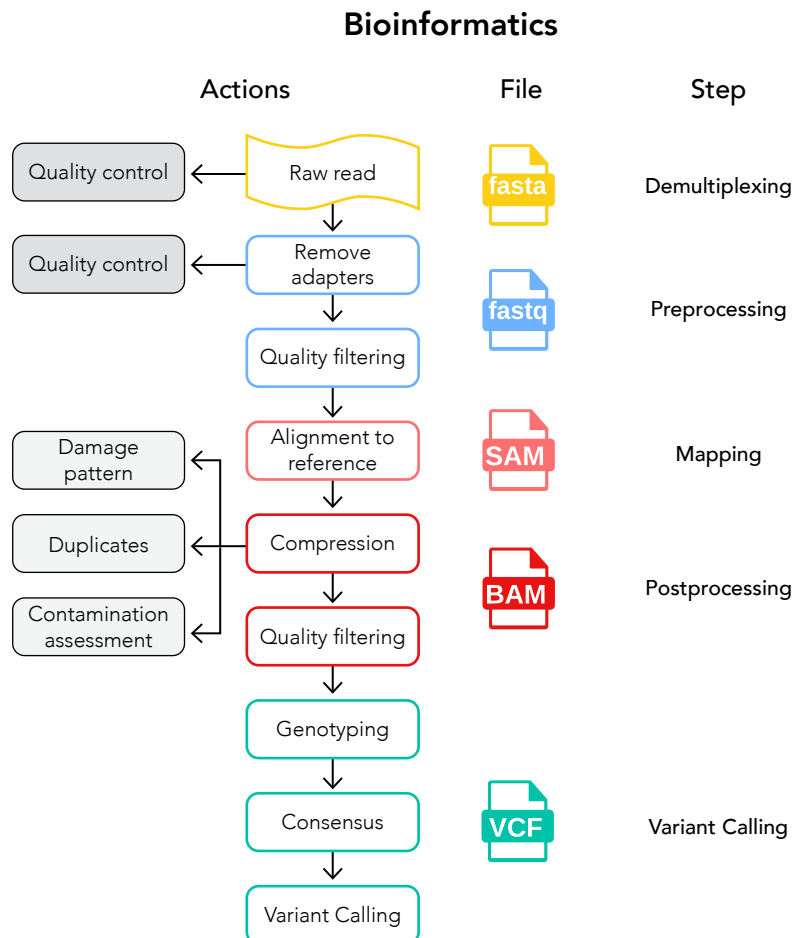 Bioinformatics
Actions
File
Step
Quality control
Raw read
fasta
Demultiplexing
Quality control
Remove
adapters
fastq
Preprocessing
Quality filtering
Damage
pattern
Alignment to
reference
SAM
Mapping
Duplicates
Compression
BAM
Postprocessing
Contamination
assessment
Quality filtering
Genotyping
Consensus
VCF
Variant Calling
Variant Calling